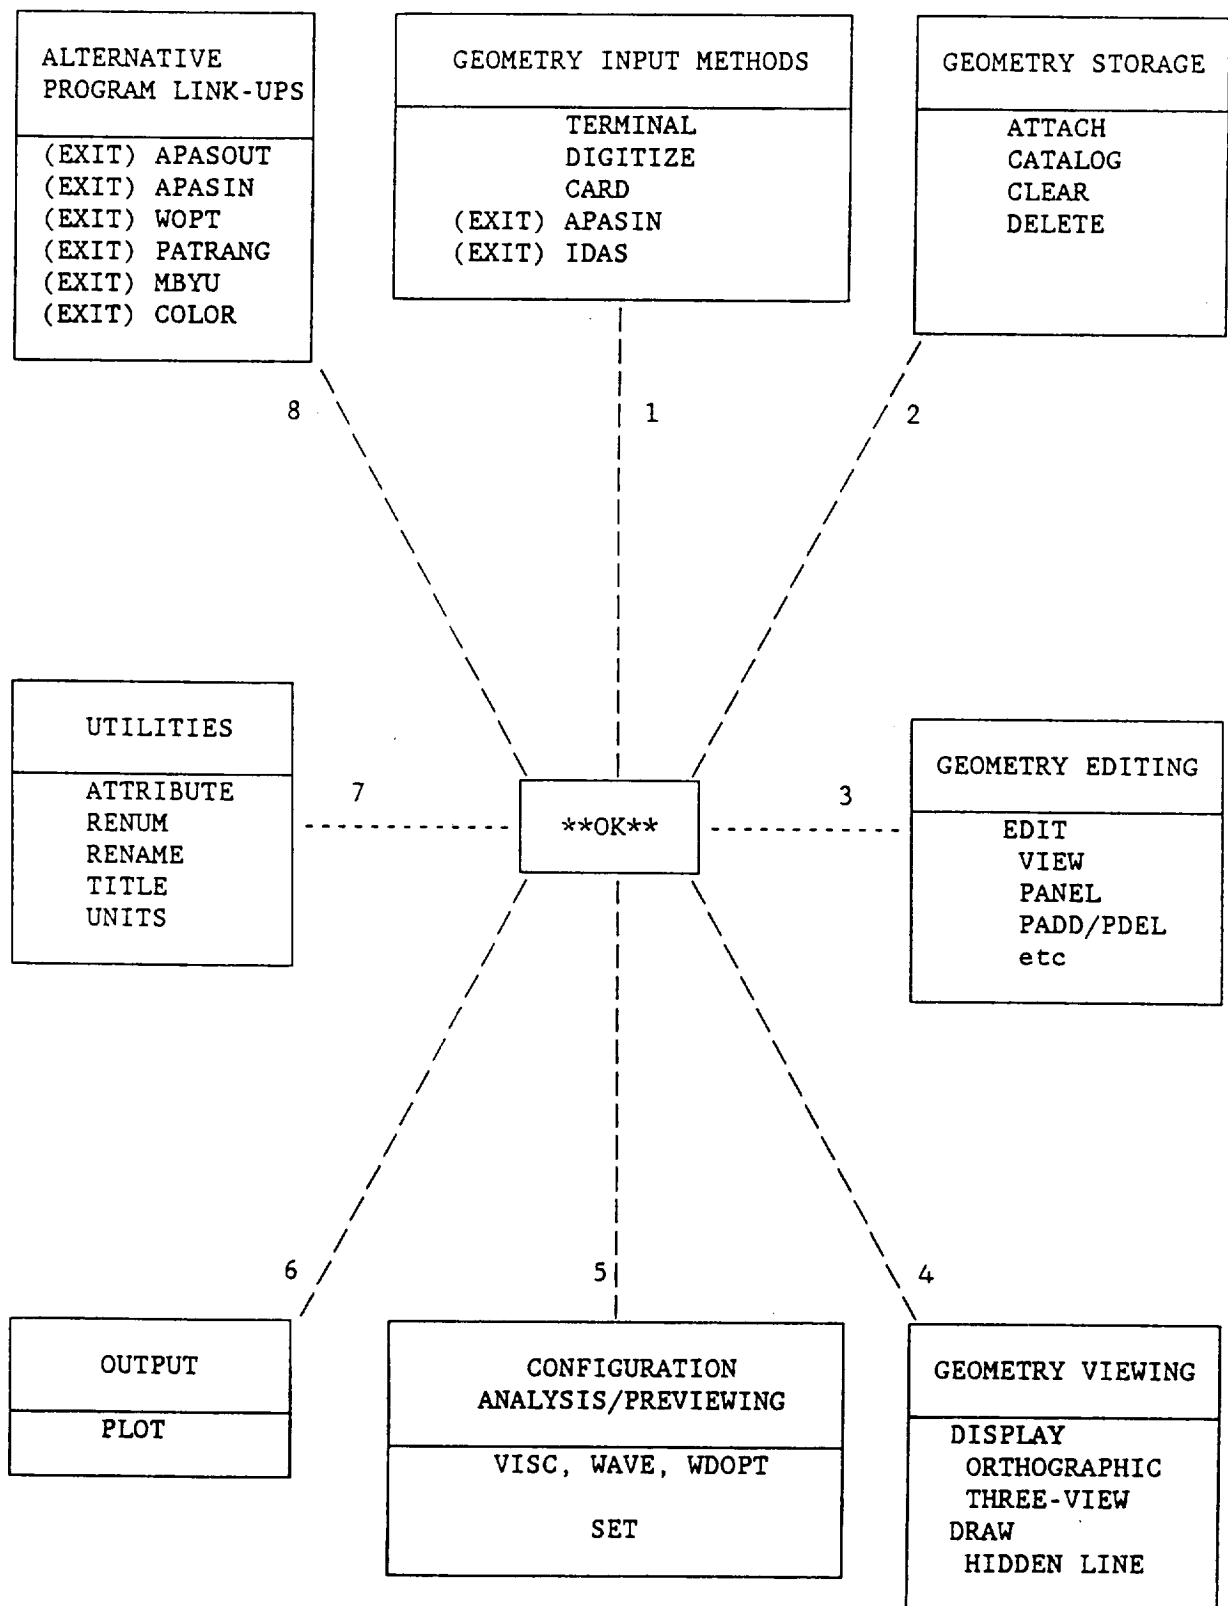 ALTERNATIVE
PROGRAM LINK-UPS
(EXIT) APASOUT
(EXIT) APASIN
(EXIT) WOPT
(EXIT) PATRANG
(EXIT) MBYU
(EXIT) COLOR
GEOMETRY INPUT METHODS
TERMINAL
DIGITIZE
CARD
(EXIT) APASIN
(EXIT) IDAS
GEOMETRY STORAGE
ATTACH
CATALOG
CLEAR
DELETE
8
1
2
UTILITIES
ATTRIBUTE
RENUM
RENAME
TITLE
UNITS
7
**OK**
3
GEOMETRY EDITING
EDIT
VIEW
PANEL
PADD/PDEL
etc
6
5
4
OUTPUT
PLOT
CONFIGURATION
ANALYSIS/PREVIEWING
VISC, WAVE, WDOPT
SET
GEOMETRY VIEWING
DISPLAY
ORTHOGRAPHIC
THREE-VIEW
DRAW
HIDDEN LINE